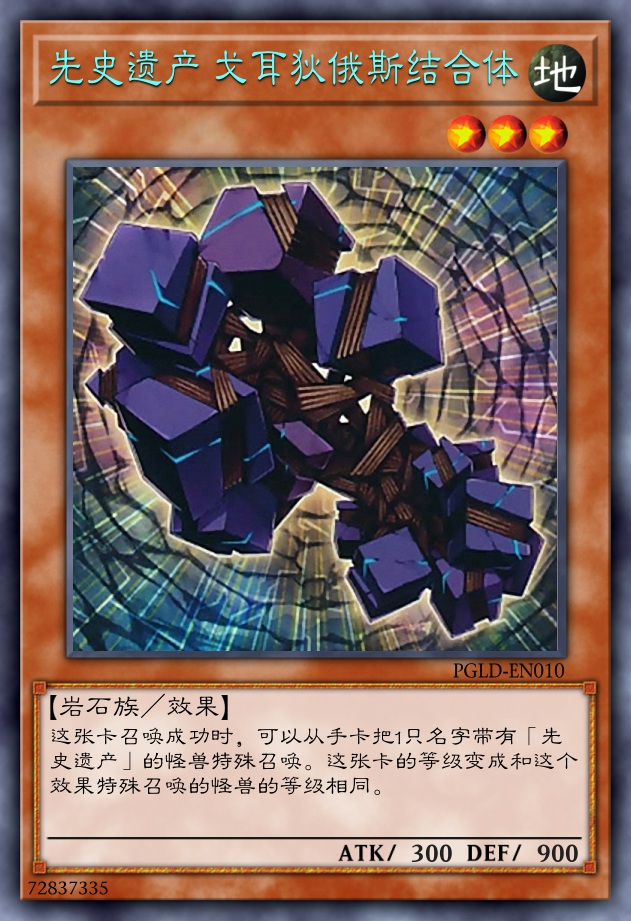 先史遗产 戈耳狄俄斯结合体
地
PGLD-EN010
【岩石族／效果】
这张卡召唤成功时，可以从手卡把1只名字带有「先
史遗产」的怪兽特殊召唤。这张卡的等级变成和这个
效果特殊召唤的怪兽的等级相同。
ATK/ 300 DEF/ 900
72837335